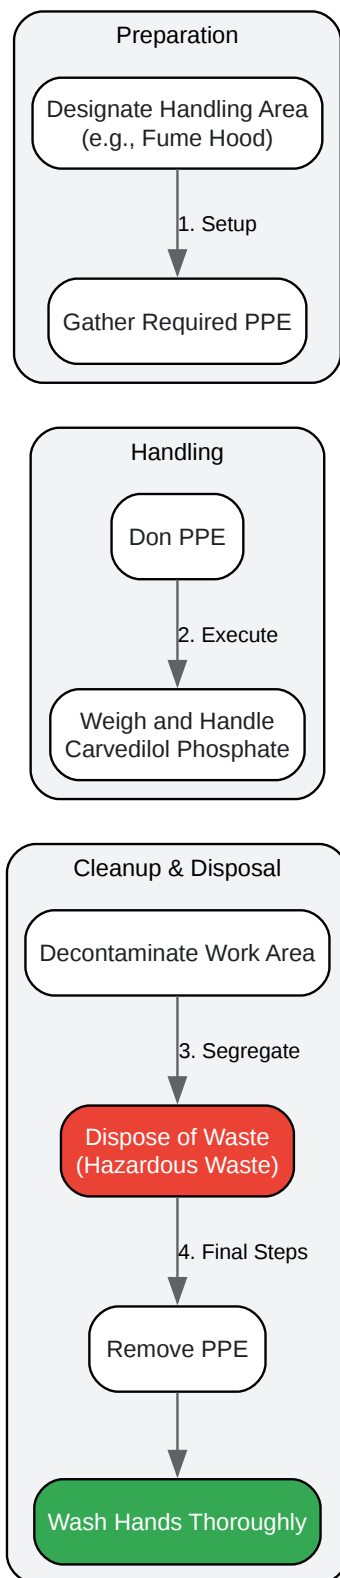 Preparation
Designate Handling Area
(e.g., Fume Hood)
1. Setup
Gather Required PPE
Handling
Don PPE
2. Execute
Weigh and Handle
Carvedilol Phosphate
Cleanup & Disposal
Decontaminate Work Area
3. Segregate
Dispose of Waste
(Hazardous Waste)
4. Final Steps
Remove PPE
Wash Hands Thoroughly